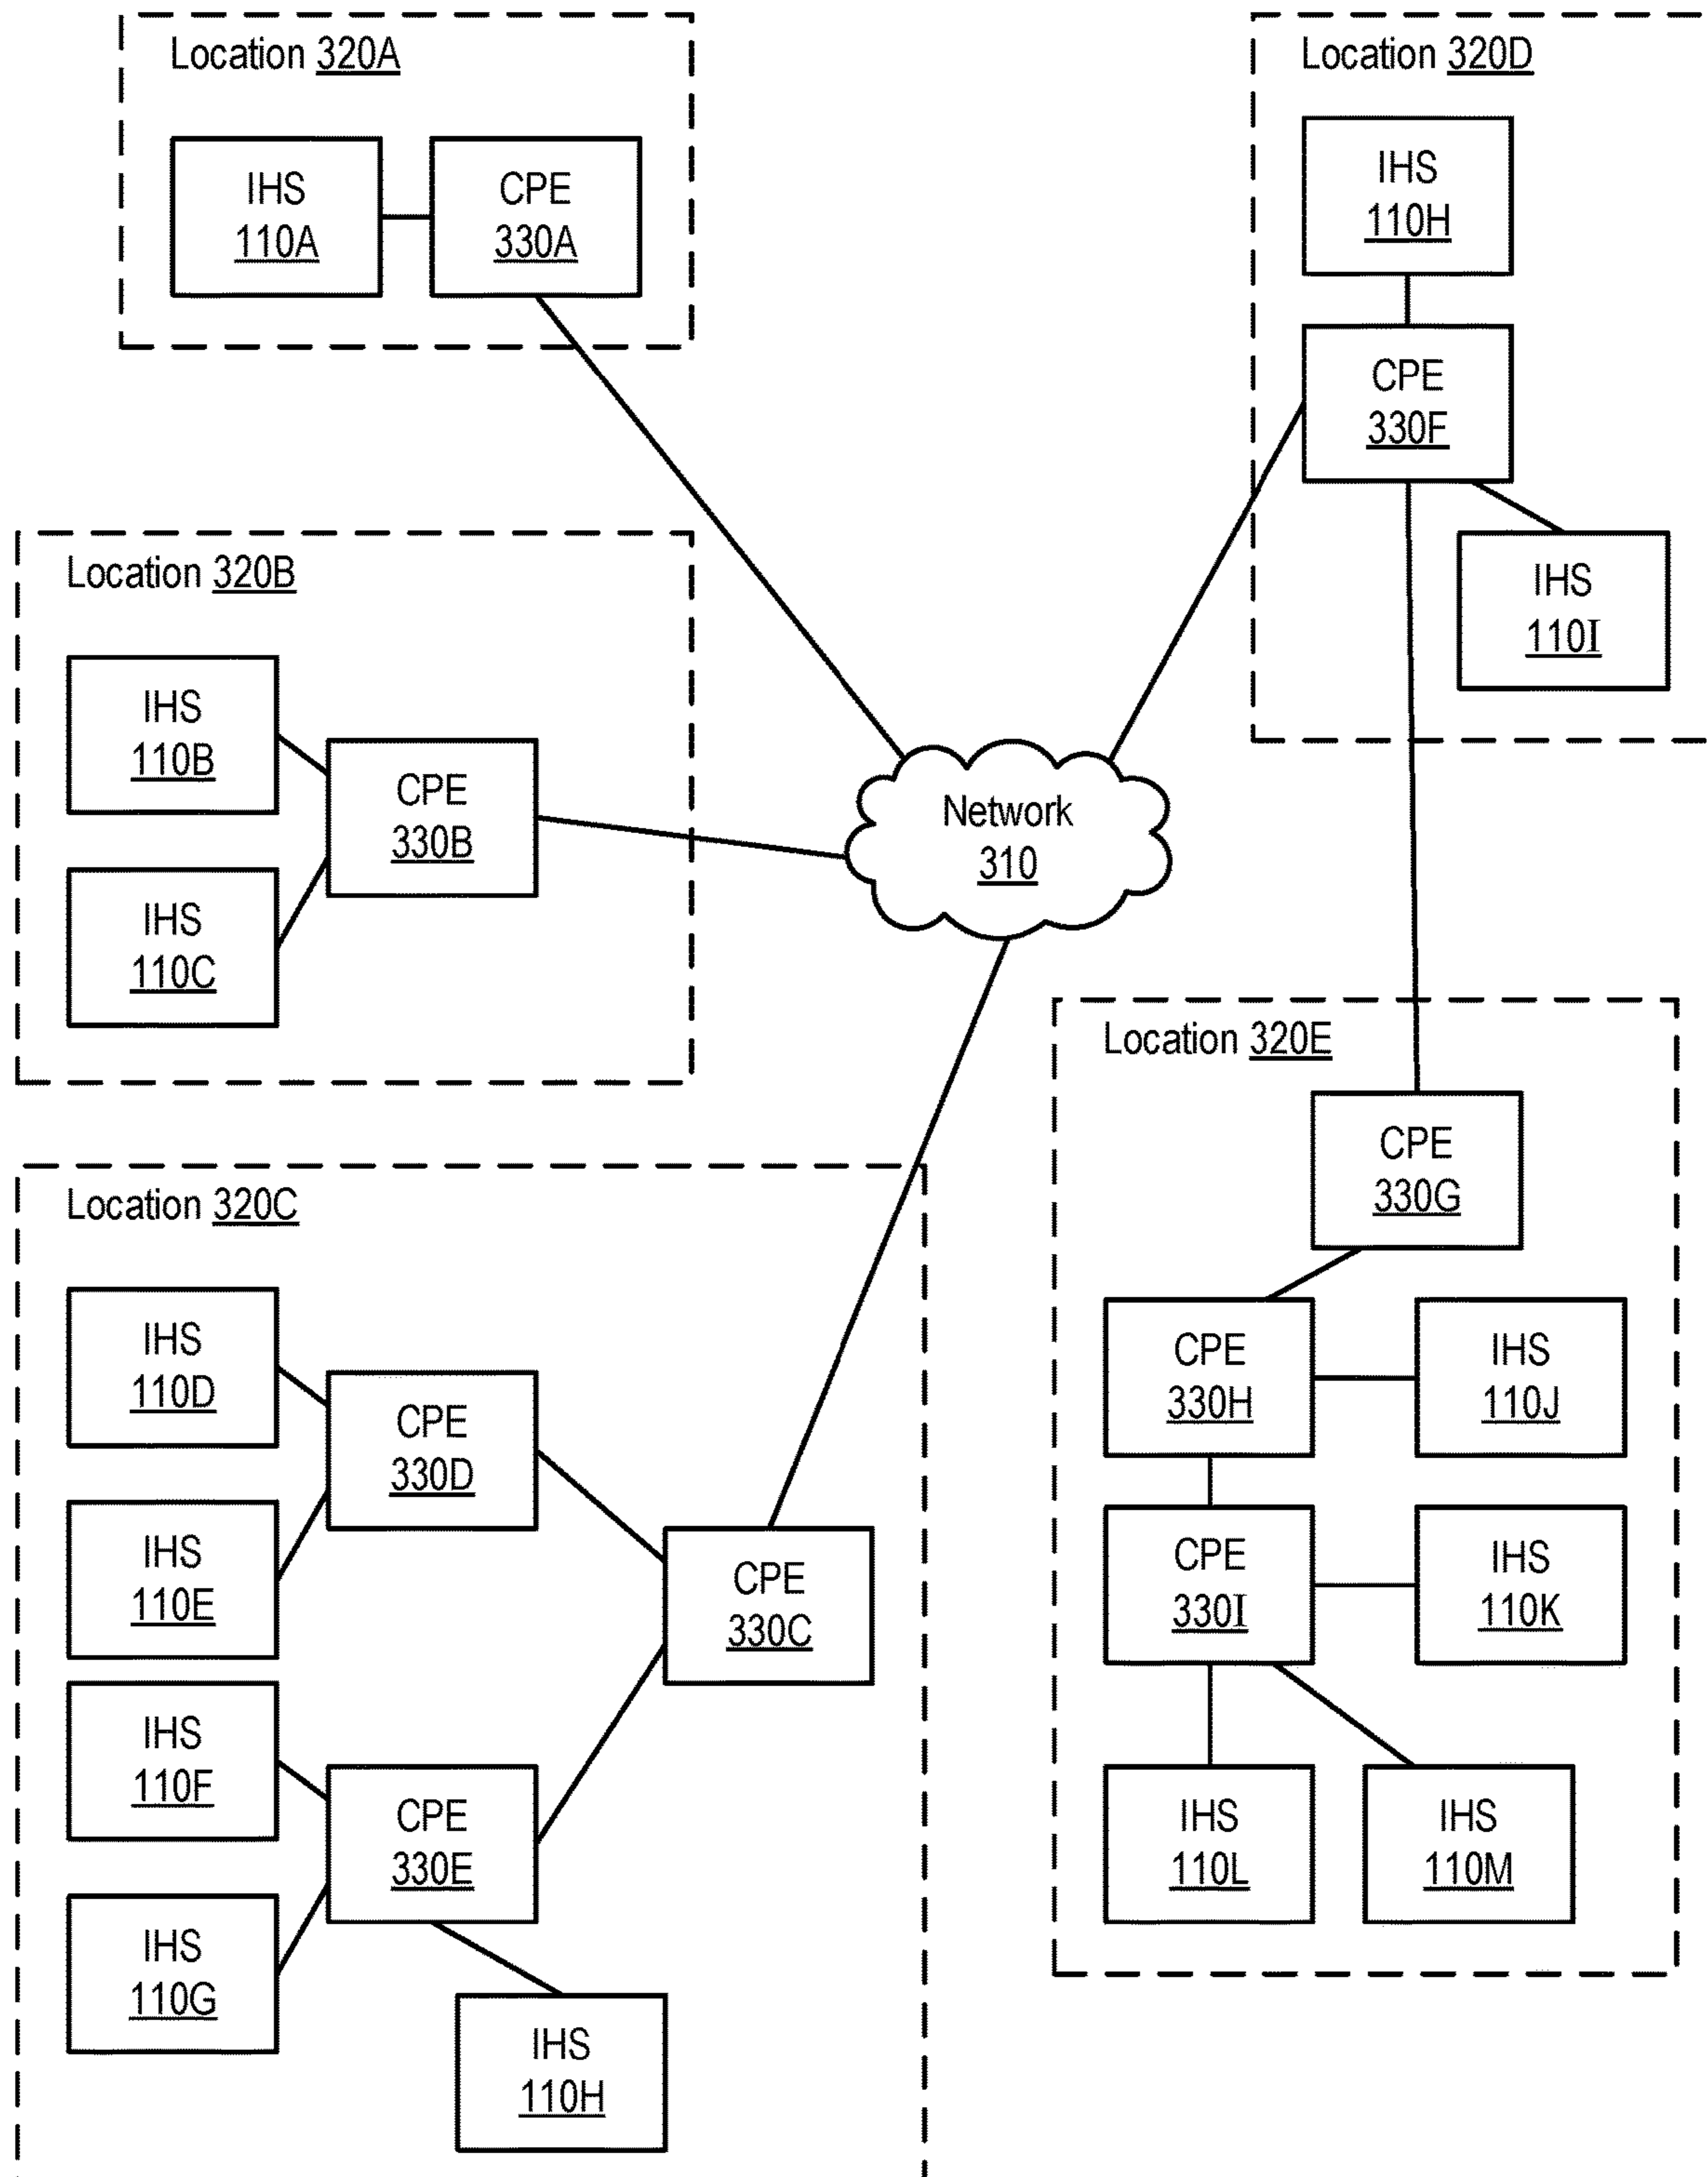 Location 320A
IHS
110A
CPE
330A
Location 320B
IHS
110B
IHS
110C
CPE
330B
Location 320C
IHS
110D
IHS
110E
CPE
330D
IHS
110F
IHS
110G
CPE
330E
IHS
110H
CPE
330C
Network
310
Location 320D
IHS
110H
CPE
330F
IHS
110I
Location 320E
CPE
330G
CPE
330H
IHS
110J
CPE
330I
IHS
110K
IHS
110L
IHS
110M